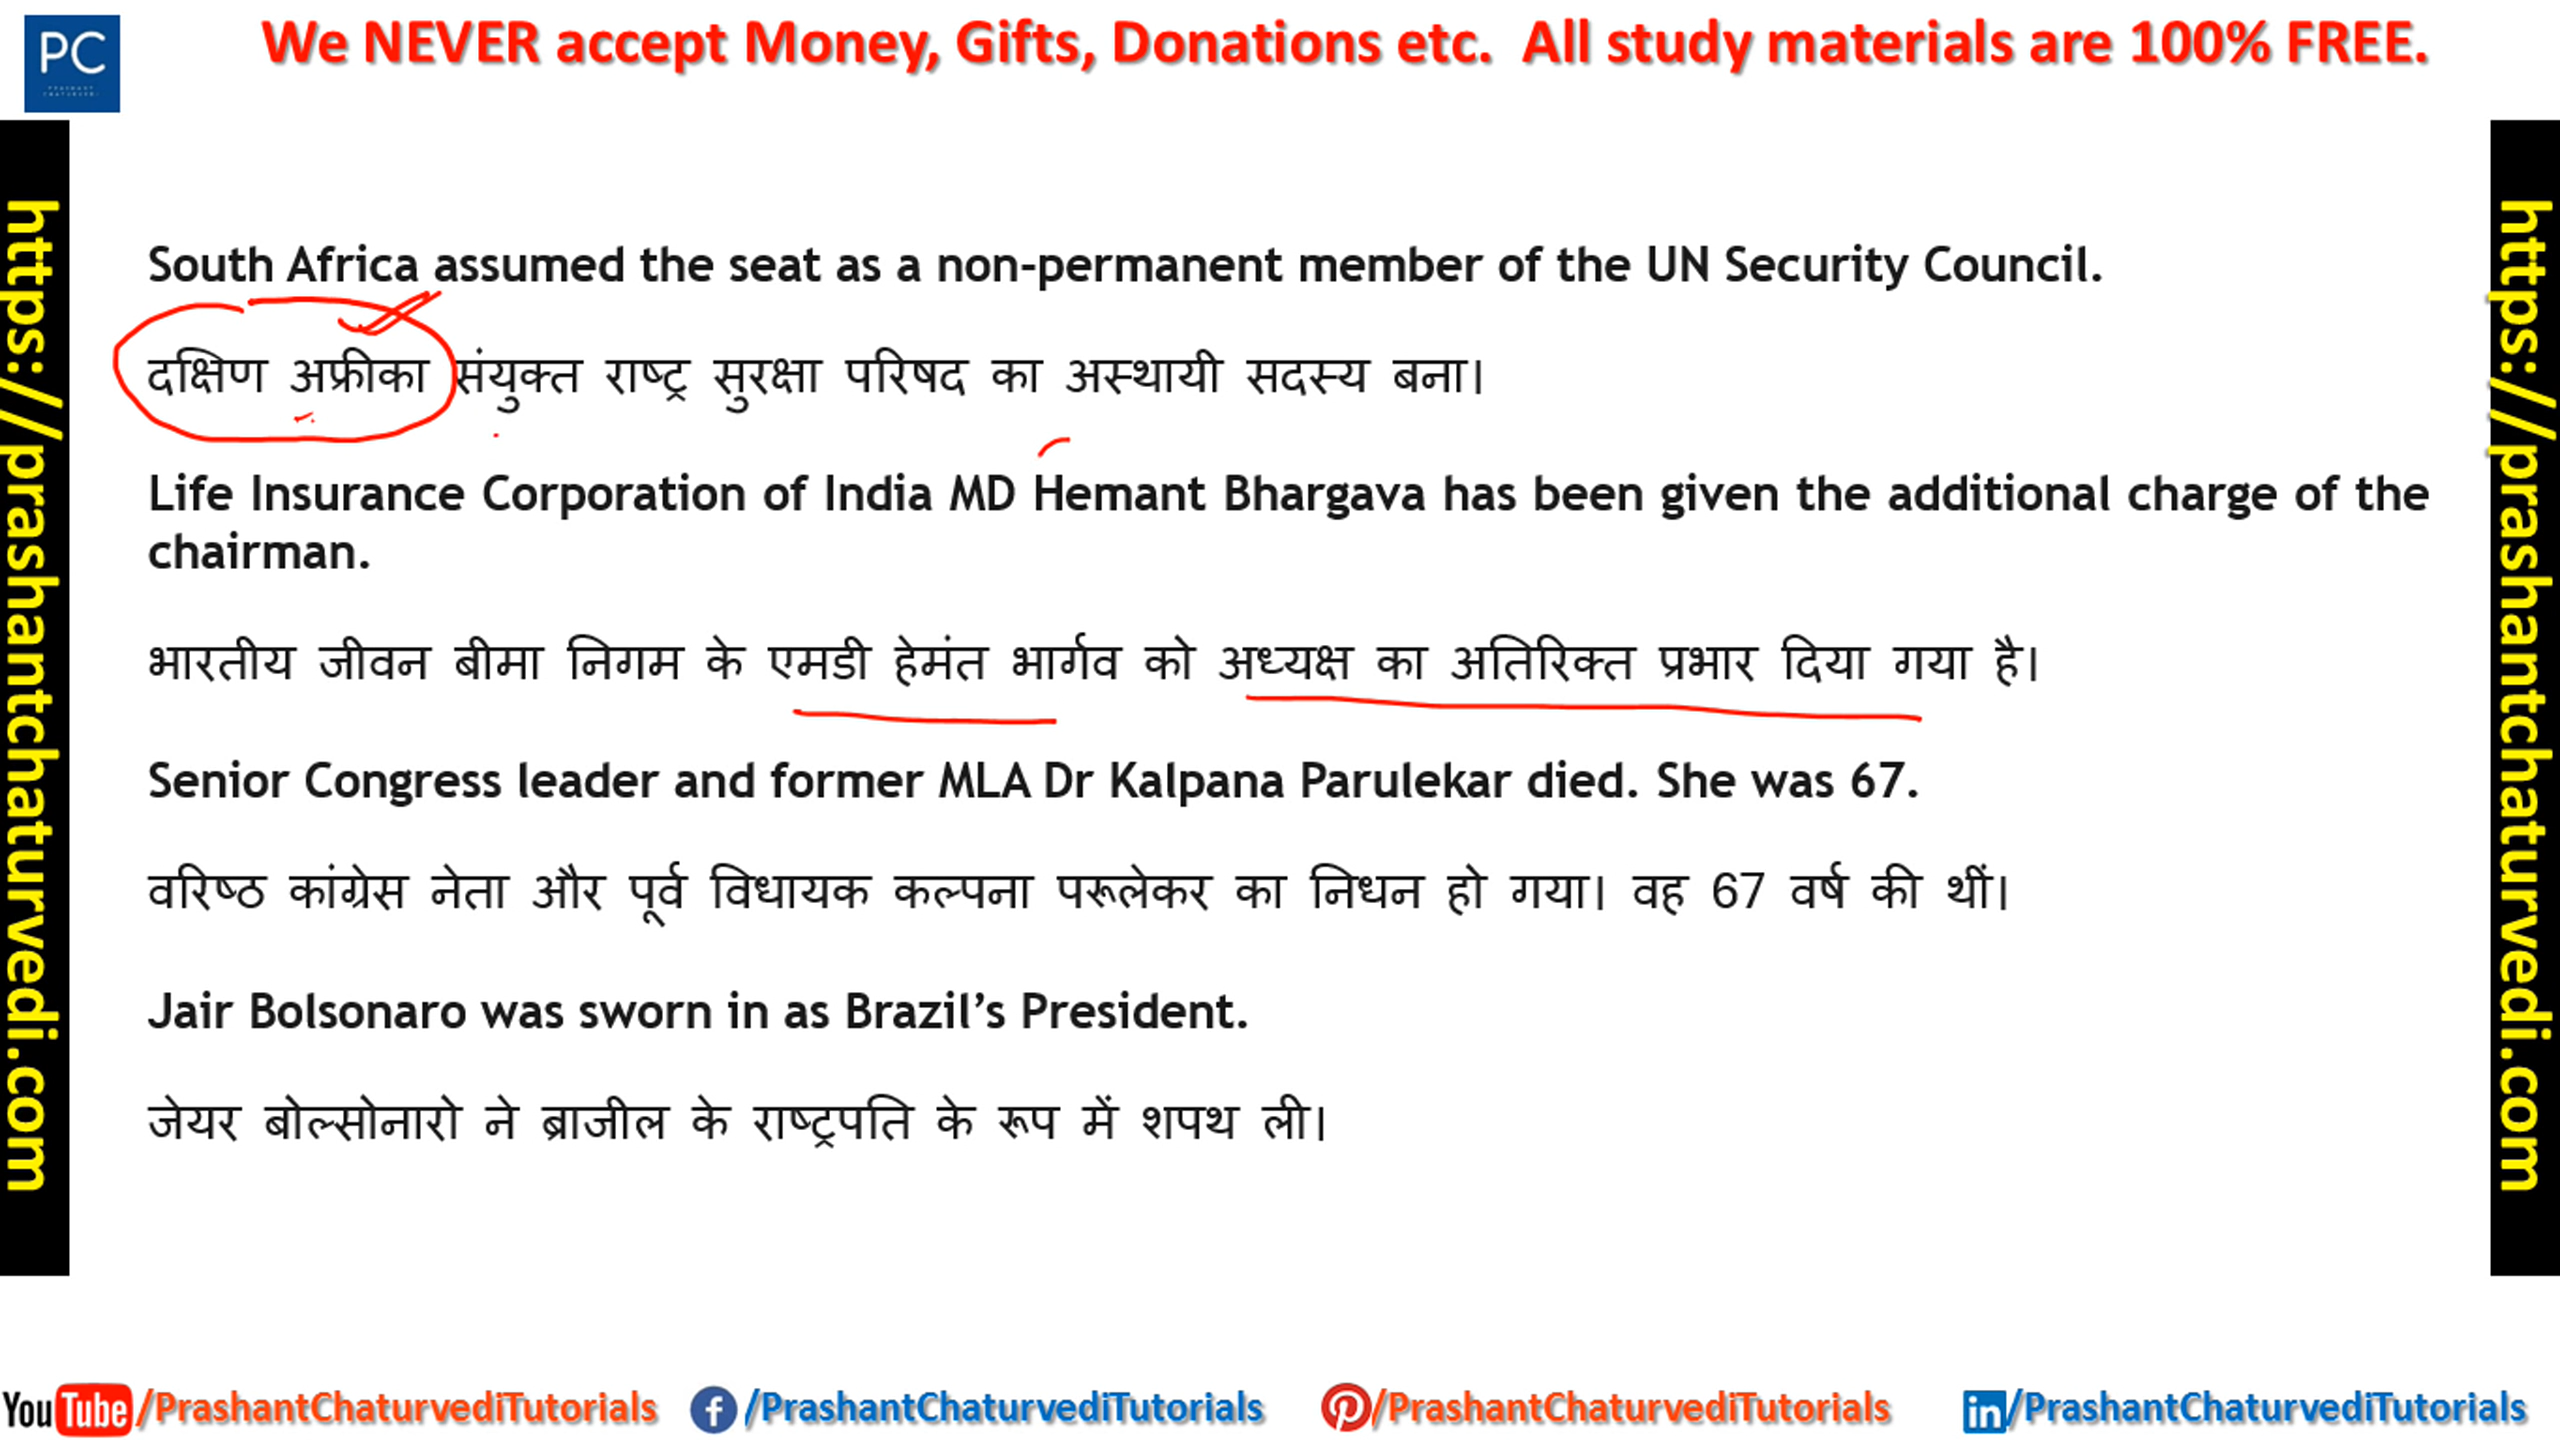 PC
PRASHANT
CHATURVEDI
We NEVER accept Money, Gifts, Donations etc. All study materials are 100% FREE.
https://prashantchaturvedi.com
South Africa assumed the seat as a non-permanent member of the UN Security Council.
दक्षिण अफ्रीका संयुक्त राष्ट्र सुरक्षा परिषद का अस्थायी सदस्य बना।
Life Insurance Corporation of India MD Hemant Bhargava has been given the additional charge of the
chairman.
भारतीय जीवन बीमा निगम के एमडी हेमंत भार्गव को अध्यक्ष का अतिरिक्त प्रभार दिया गया है।
Senior Congress leader and former MLA Dr Kalpana Parulekar died. She was 67.
वरिष्ठ कांग्रेस नेता और पूर्व विधायक कल्पना परूलेकर का निधन हो गया। वह 67 वर्ष की थीं।
Jair Bolsonaro was sworn in as Brazil's President.
जेयर बोल्सोनारो ने ब्राजील के राष्ट्रपति के रूप में शपथ ली।
https://prashantchaturvedi.com
YouTube/PrashantChaturvediTutorials f/PrashantChaturvediTutorials /PrashantChaturvediTutorials in/PrashantChaturvediTutorials